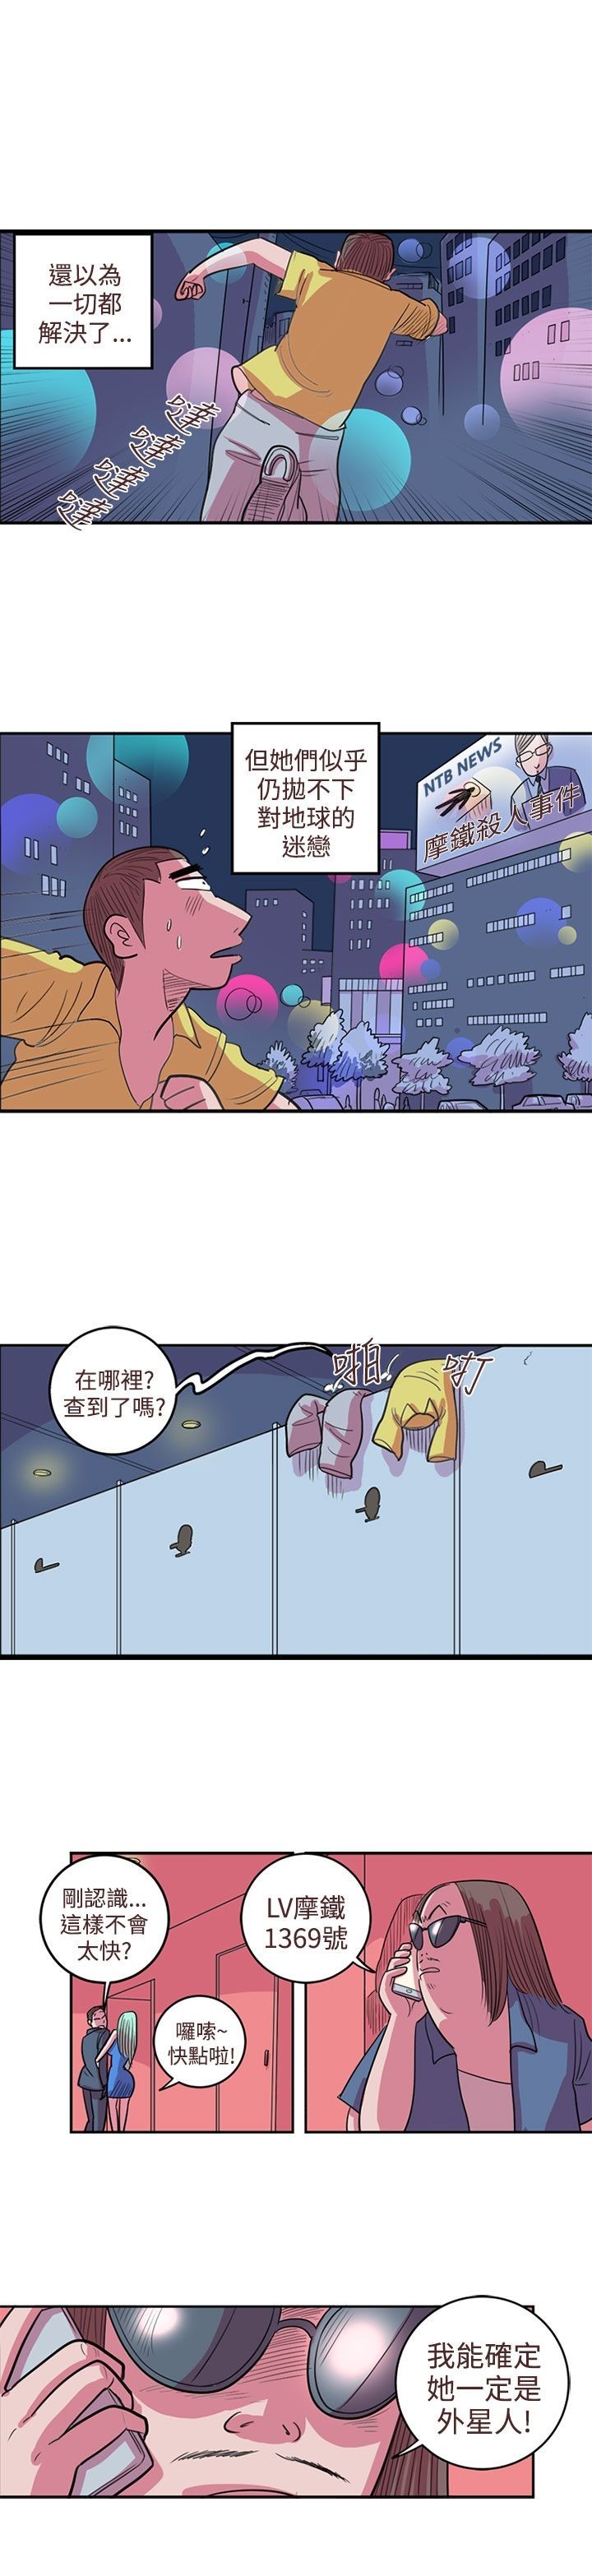 還以為
一切都
解決了...
噠
噠
噠
噠
但她們似乎
仍拋不下
對地球的
迷戀
NTB NEWS
摩鐵殺人事件
在哪裡?
查到了嗎?
啪
叮
剛認識...
這樣不會
太快?
囉嗦~
快點啦!
LV摩鐵
1369號
我能確定
她一定是
外星人!